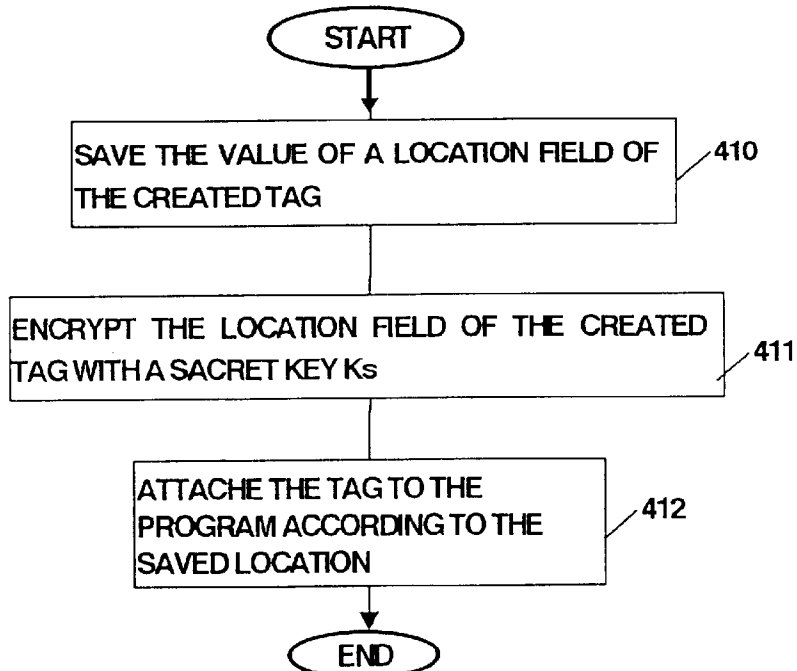 START
SAVE THE VALUE OF A LOCATION FIELD OF
THE CREATED TAG
410
ENCRYPT THE LOCATION FIELD OF THE CREATED
TAG WITH A SACRET KEY Ks
411
ATTACHE THE TAG TO THE
PROGRAM ACCORDING TO THE
SAVED LOCATION
412
END